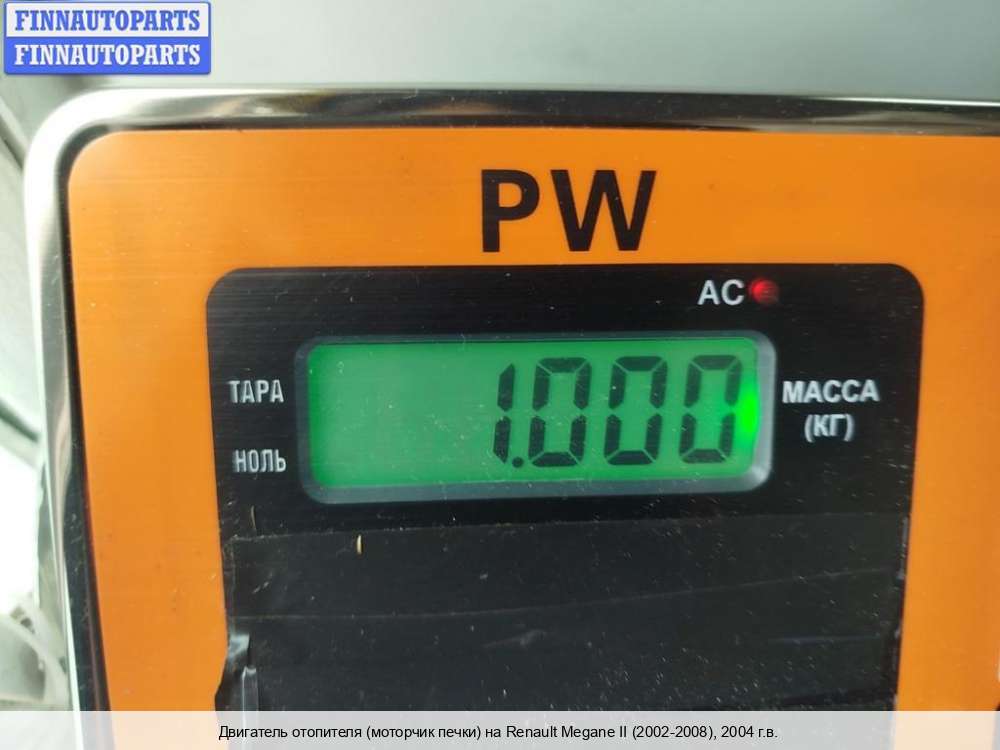 FINNAUTOPARTS
FINNAUTOPARTS
PW
AC
ТАРА
1.000
МАССА
(КГ)
НОЛЬ
Двигатель отопителя (моторчик печки) на Renault Megane II (2002-2008), 2004 г.в.